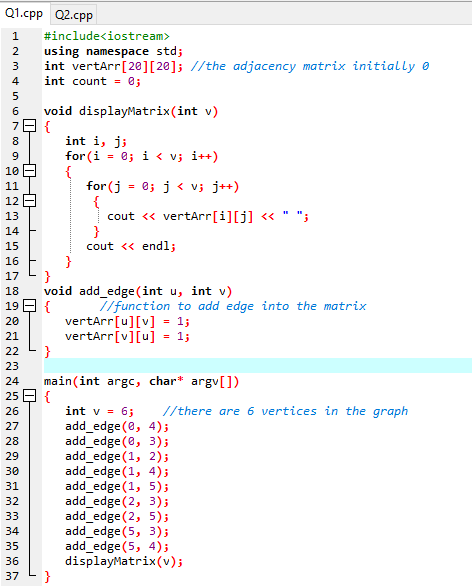 Q1.cpp Q2.cpp
1 #include<iostream>
2 using namespace std;
3 int vertArr[20][20]; //the adjacency matrix initially 0
4 int count = 0;
5
6 void displayMatrix(int v)
7 {
8 int i, j;
9 for(i = 0; i < v; i++)
10 {
11 for(j = 0; j < v; j++)
12 {
13 cout << vertArr[i][j] << " ";
14 }
15 cout << endl;
16 }
17 }
18 void add_edge(int u, int v)
19 { //function to add edge into the matrix
20 vertArr[u][v] = 1;
21 vertArr[v][u] = 1;
22 }
23
24 main(int argc, char* argv[])
25 {
26 int v = 6; //there are 6 vertices in the graph
27 add_edge(0, 4);
28 add_edge(0, 3);
29 add_edge(1, 2);
30 add_edge(1, 4);
31 add_edge(1, 5);
32 add_edge(2, 3);
33 add_edge(2, 5);
34 add_edge(5, 3);
35 add_edge(5, 4);
36 displayMatrix(v);
37 }